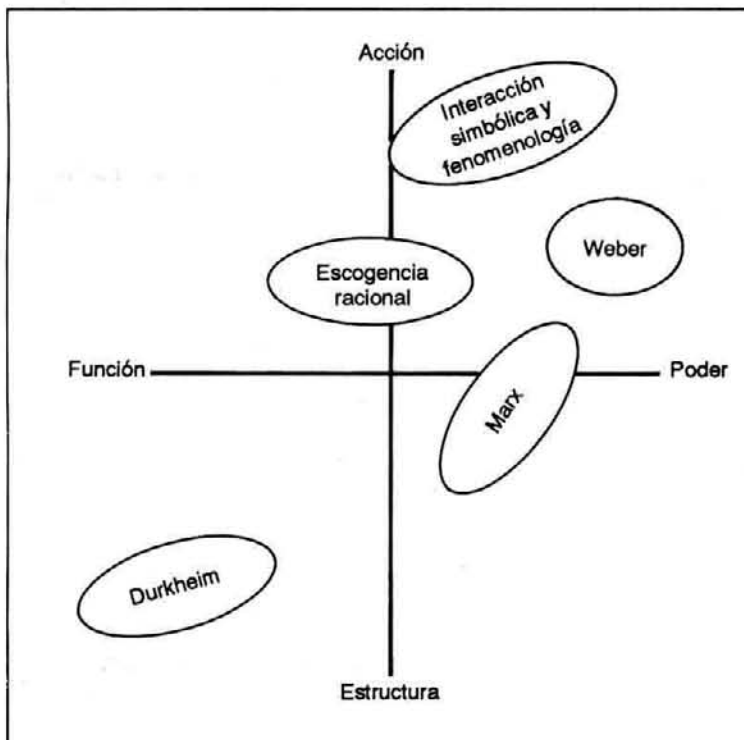 Acción
Interacción
simbólica y
fenomenología
Weber
Escogencia
racional
Función
Poder
Marx
Durkheim
Estructura